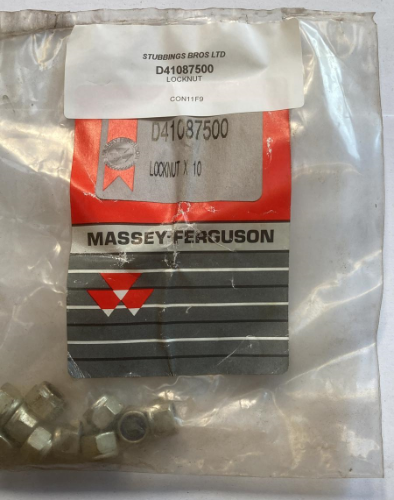 STUBBINGS BROS LTD
D41087500
LOCKNUT
CON11F9
D41087500
LOCKNUT X 10
MASSEY-FERGUSON